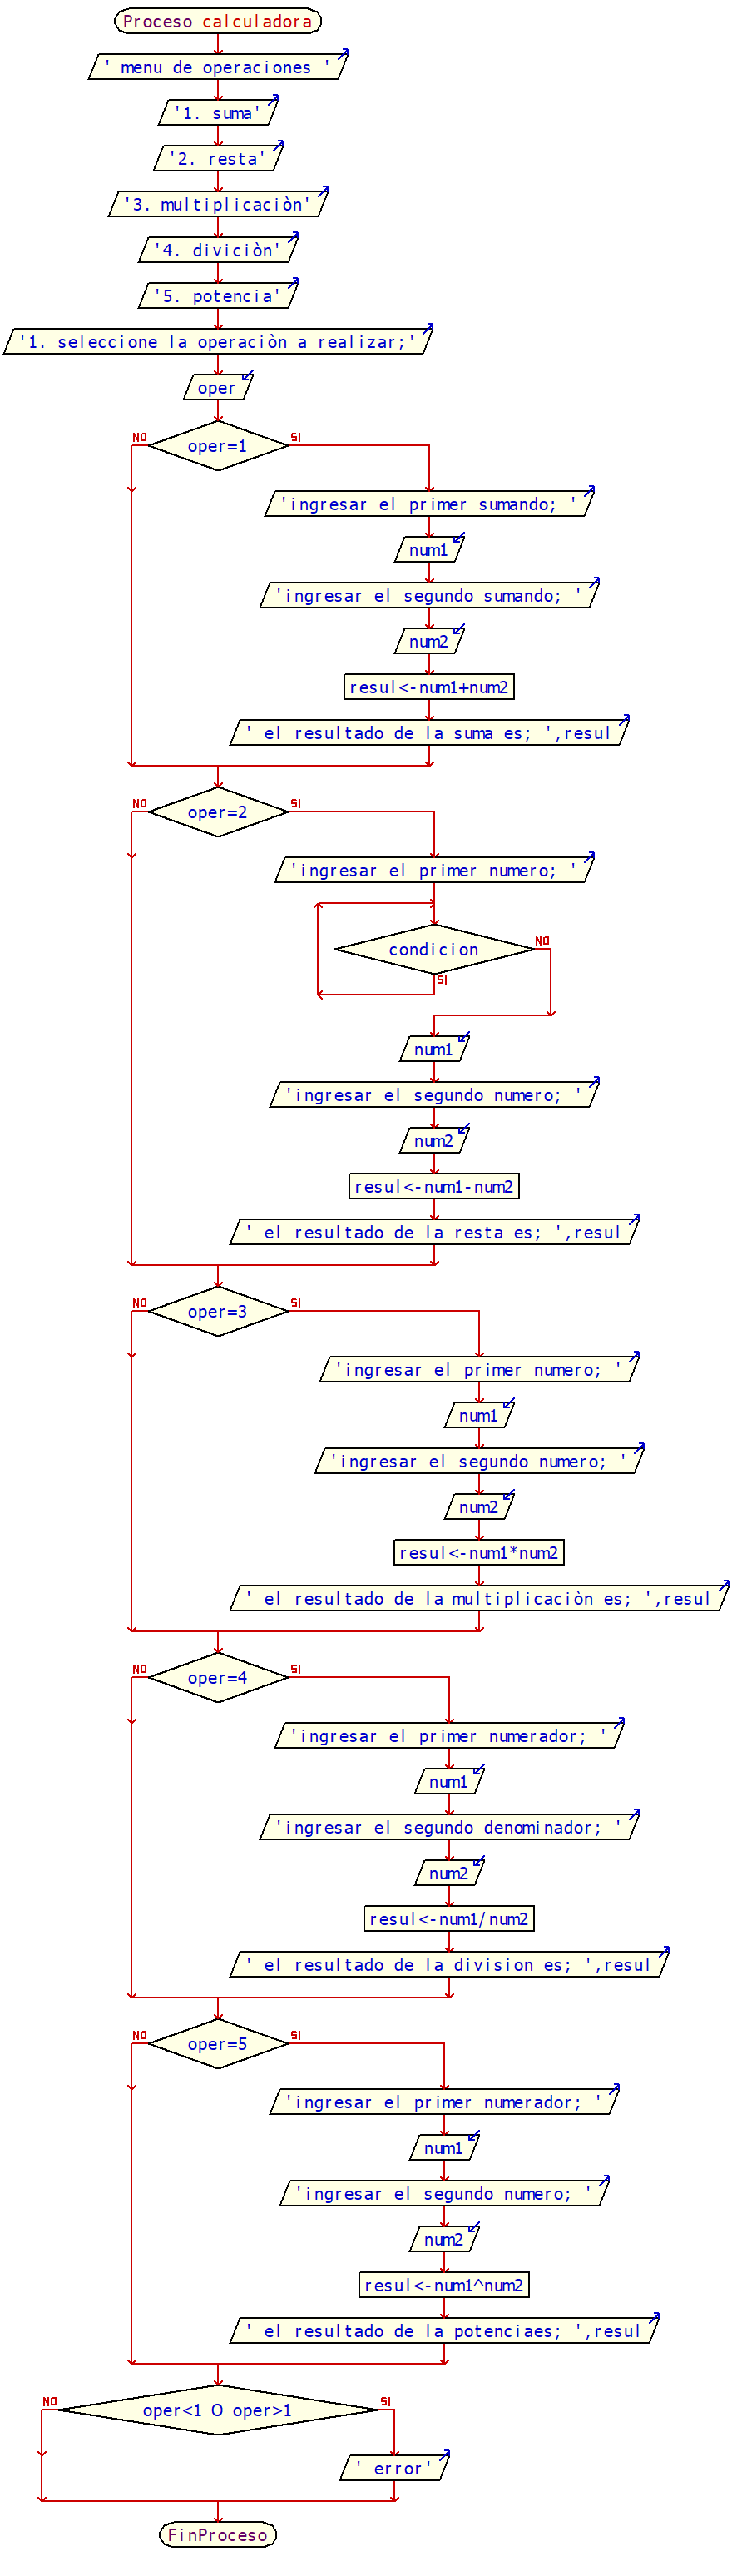 Proceso calculadora
' menu de operaciones '
'1. suma'
'2. resta'
'3. multiplicaciòn'
'4. diviciòn'
'5. potencia'
'1. seleccione la operaciòn a realizar;'
oper
NO oper=1 SI
'ingresar el primer sumando; '
num1
'ingresar el segundo sumando; '
num2
resul<-num1+num2
' el resultado de la suma es; ',resul
NO oper=2 SI
'ingresar el primer numero; '
condicion NO
SI
num1
'ingresar el segundo numero; '
num2
resul<-num1-num2
' el resultado de la resta es; ',resul
NO oper=3 SI
'ingresar el primer numero; '
num1
'ingresar el segundo numero; '
num2
resul<-num1*num2
' el resultado de la multiplicaciòn es; ',resul
NO oper=4 SI
'ingresar el primer numerador; '
num1
'ingresar el segundo denominador; '
num2
resul<-num1/num2
' el resultado de la division es; ',resul
NO oper=5 SI
'ingresar el primer numerador; '
num1
'ingresar el segundo numero; '
num2
resul<-num1^num2
' el resultado de la potenciaes; ',resul
NO oper<1 O oper>1 SI
' error'
FinProceso